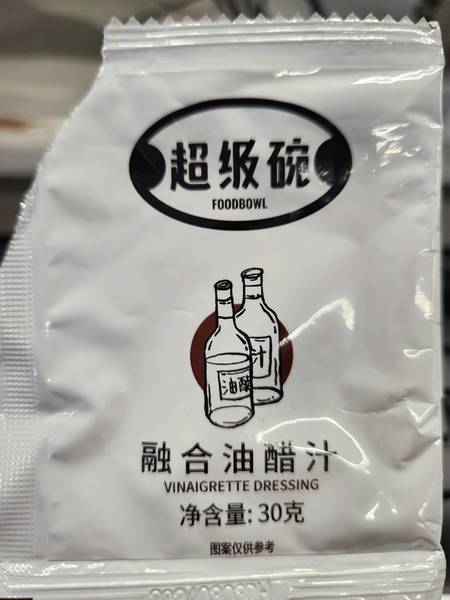 超级碗
FOODBOWL
汁
油醋
融合油醋汁
VINAIGRETTE DRESSING
净含量: 30克
图案仅供参考